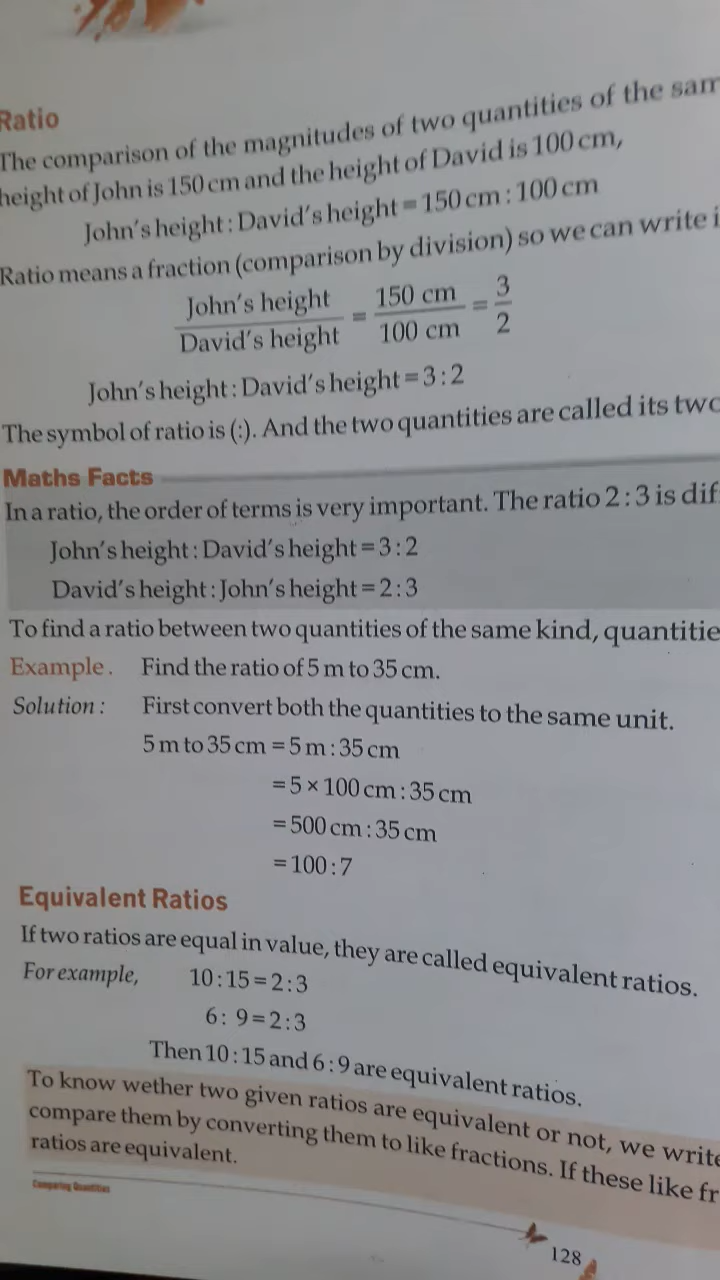 Ratio
The comparison of the magnitudes of two quantities of the
height of John is 150 cm and the height of David is 100 cm,
John's height : David's height = 150 cm : 100 cm
Ratio means a fraction (comparison by division) so we can write
John's height / David's height = 150 cm / 100 cm = 3 / 2
John's height : David's height = 3 : 2
The symbol of ratio is (:). And the two quantities are called its two
Maths Facts
In a ratio, the order of terms is very important. The ratio 2 : 3 is dif
John's height : David's height = 3 : 2
David's height : John's height = 2 : 3
To find a ratio between two quantities of the same kind, quantitie
Example. Find the ratio of 5 m to 35 cm.
Solution : First convert both the quantities to the same unit.
5 m to 35 cm = 5 m : 35 cm
= 5 × 100 cm : 35 cm
= 500 cm : 35 cm
= 100 : 7
Equivalent Ratios
If two ratios are equal in value, they are called equivalent ratios.
For example, 10 : 15 = 2 : 3
6 : 9 = 2 : 3
Then 10 : 15 and 6 : 9 are equivalent ratios.
To know wether two given ratios are equivalent or not, we write
compare them by converting them to like fractions. If these like fr
ratios are equivalent.
Comparing Quantities
128